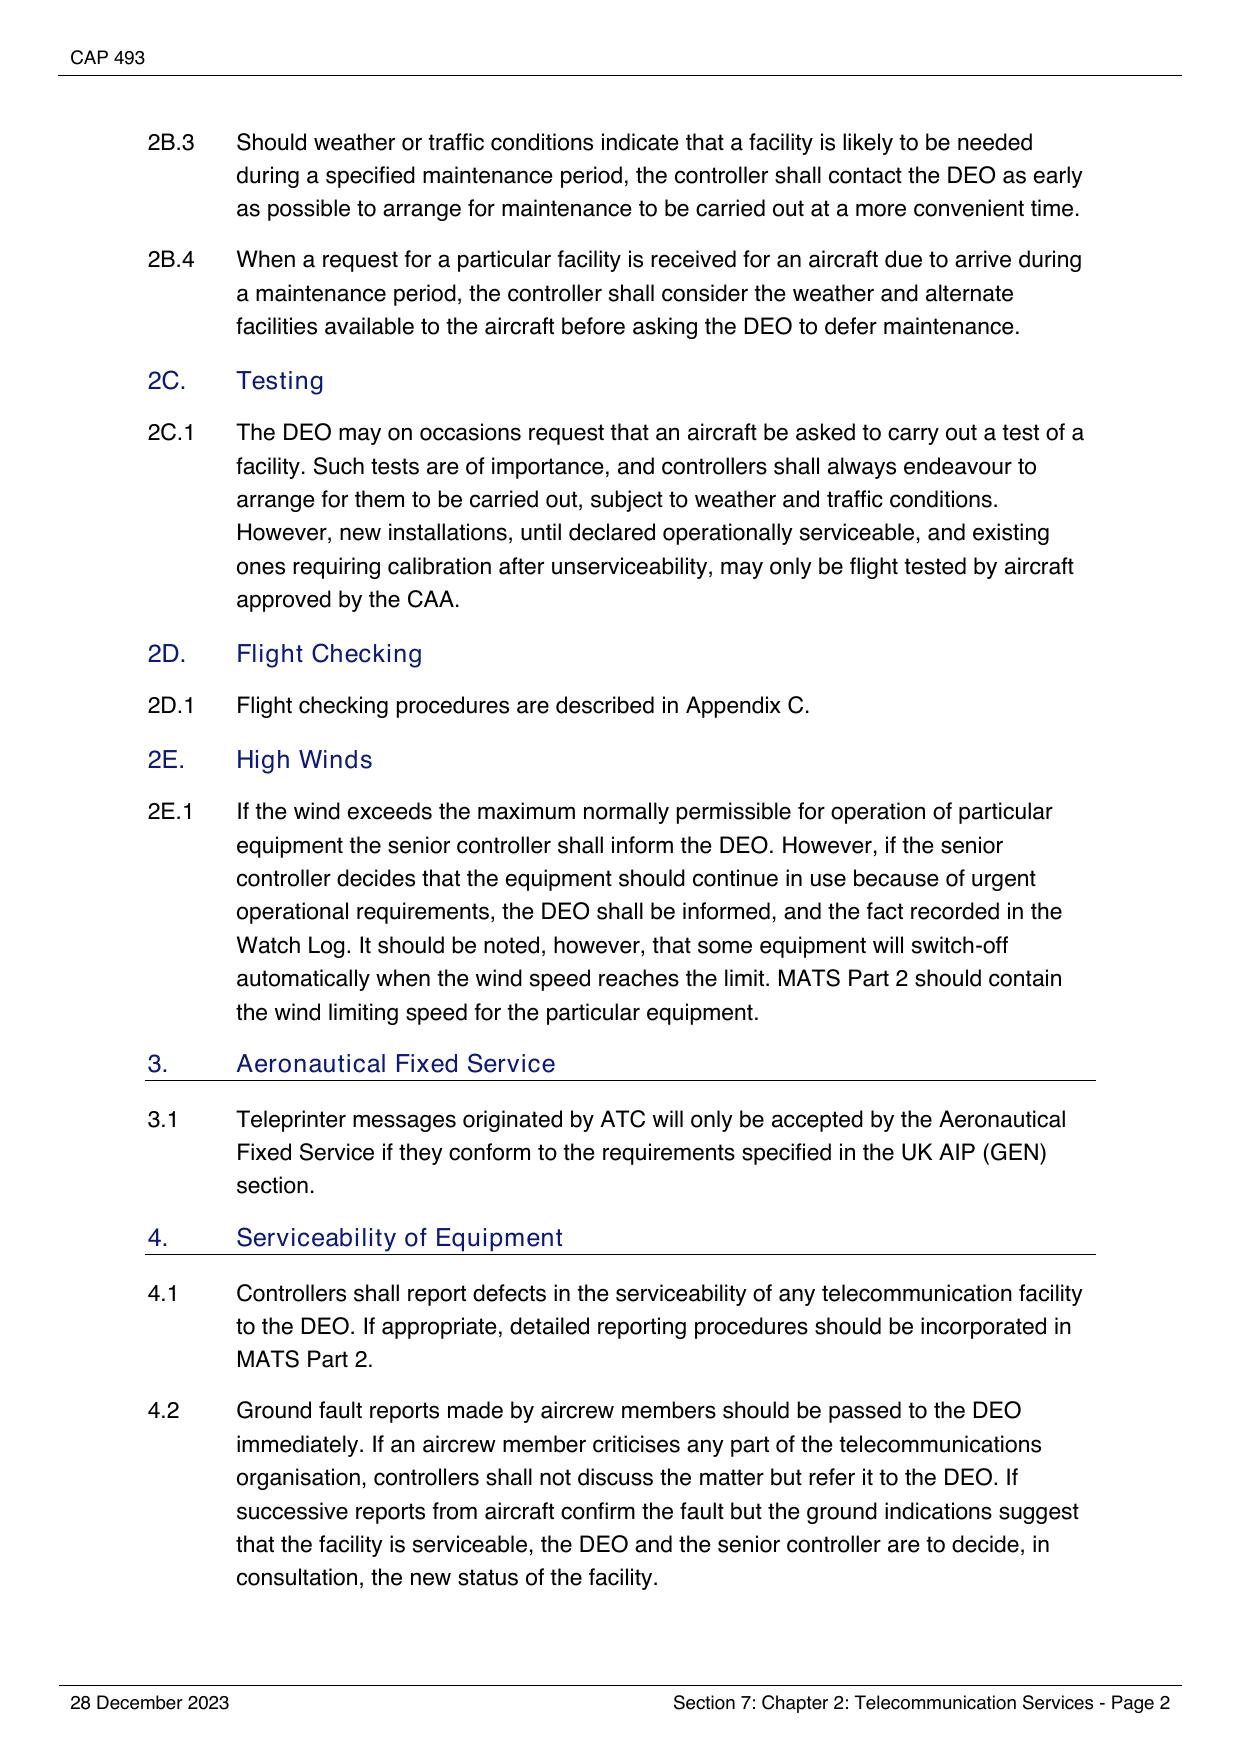 CAP 493
2B.3 Should weather or traffic conditions indicate that a facility is likely to be needed
during a specified maintenance period, the controller shall contact the DEO as early
as possible to arrange for maintenance to be carried out at a more convenient time.
2B.4 When a request for a particular facility is received for an aircraft due to arrive during
a maintenance period, the controller shall consider the weather and alternate
facilities available to the aircraft before asking the DEO to defer maintenance.
2C. Testing
2C.1 The DEO may on occasions request that an aircraft be asked to carry out a test of a
facility. Such tests are of importance, and controllers shall always endeavour to
arrange for them to be carried out, subject to weather and traffic conditions.
However, new installations, until declared operationally serviceable, and existing
ones requiring calibration after unserviceability, may only be flight tested by aircraft
approved by the CAA.
2D. Flight Checking
2D.1 Flight checking procedures are described in Appendix C.
2E. High Winds
2E.1 If the wind exceeds the maximum normally permissible for operation of particular
equipment the senior controller shall inform the DEO. However, if the senior
controller decides that the equipment should continue in use because of urgent
operational requirements, the DEO shall be informed, and the fact recorded in the
Watch Log. It should be noted, however, that some equipment will switch-off
automatically when the wind speed reaches the limit. MATS Part 2 should contain
the wind limiting speed for the particular equipment.
3. Aeronautical Fixed Service
3.1 Teleprinter messages originated by ATC will only be accepted by the Aeronautical
Fixed Service if they conform to the requirements specified in the UK AIP (GEN)
section.
4. Serviceability of Equipment
4.1 Controllers shall report defects in the serviceability of any telecommunication facility
to the DEO. If appropriate, detailed reporting procedures should be incorporated in
MATS Part 2.
4.2 Ground fault reports made by aircrew members should be passed to the DEO
immediately. If an aircrew member criticises any part of the telecommunications
organisation, controllers shall not discuss the matter but refer it to the DEO. If
successive reports from aircraft confirm the fault but the ground indications suggest
that the facility is serviceable, the DEO and the senior controller are to decide, in
consultation, the new status of the facility.
28 December 2023 Section 7: Chapter 2: Telecommunication Services - Page 2